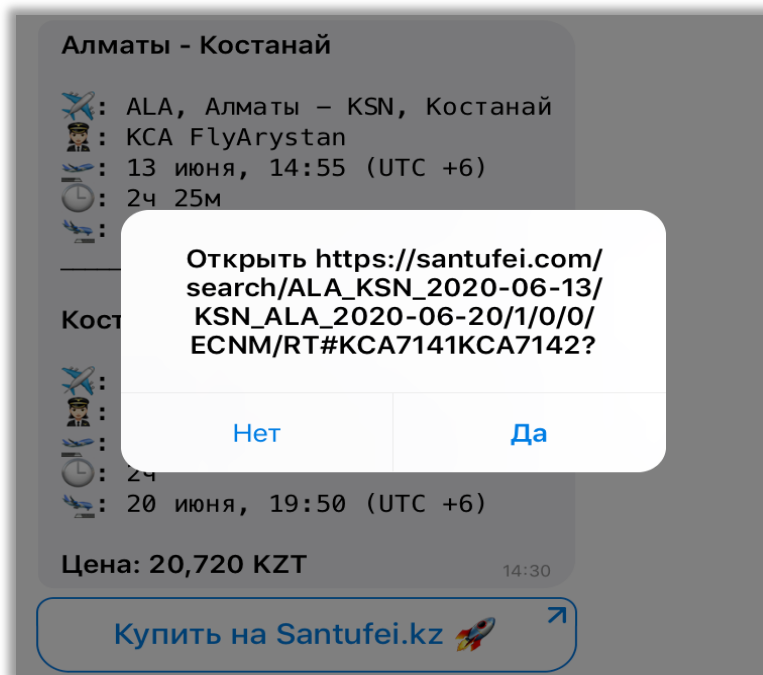 Алматы - Костанай
: ALA, Алматы – KSN, Костанай
: KCA FlyArystan
: 13 июня, 14:55 (UTC +6)
: 2ч 25м
:
Открыть https://santufei.com/
search/ALA_KSN_2020-06-13/
KSN_ALA_2020-06-20/1/0/0/
ECNM/RT#KCA7141KCA7142?
Нет Да
:
:
:
: 2ч
: 20 июня, 19:50 (UTC +6)
Цена: 20,720 KZT 14:30
Купить на Santufei.kz